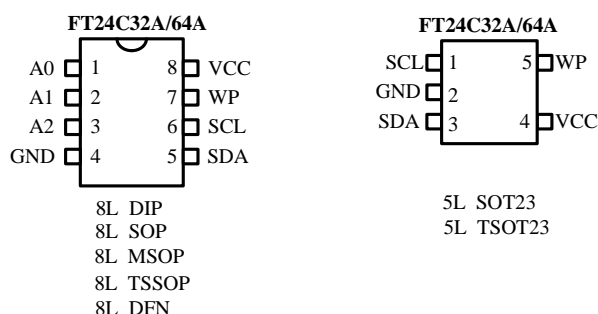 FT24C32A/64A
A0 1 8 VCC
A1 2 7 WP
A2 3 6 SCL
GND 4 5 SDA
8L DIP
8L SOP
8L MSOP
8L TSSOP
8L DFN
FT24C32A/64A
SCL 1 5 WP
GND 2
SDA 3 4 VCC
5L SOT23
5L TSOT23